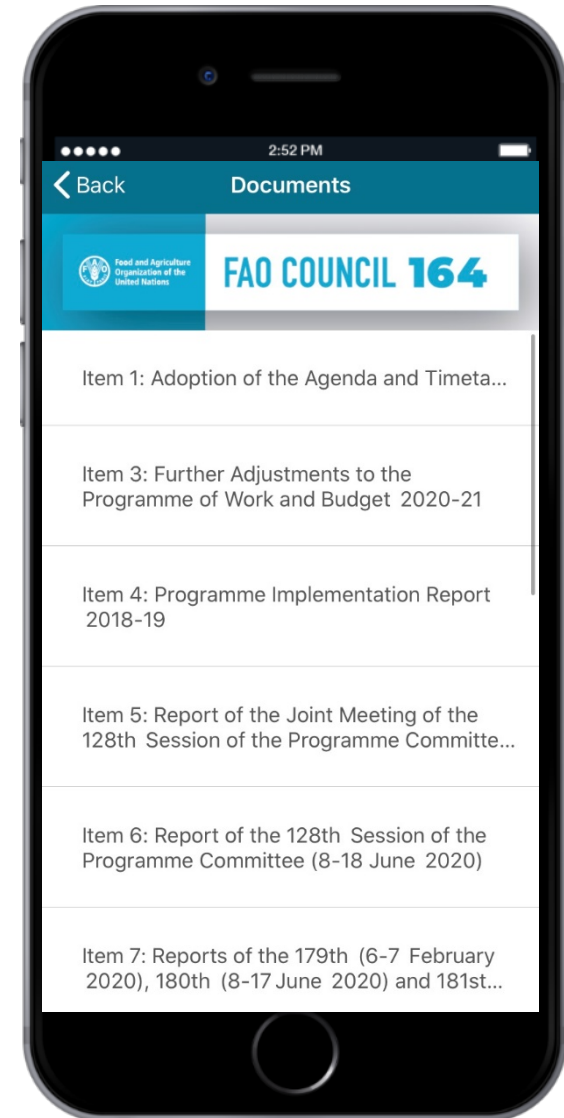 2:52 PM
Back
Documents
Food and Agriculture
Organization of the
United Nations
FAO COUNCIL 164
Item 1: Adoption of the Agenda and Timeta...
Item 3: Further Adjustments to the
Programme of Work and Budget 2020-21
Item 4: Programme Implementation Report
2018-19
Item 5: Report of the Joint Meeting of the
128th Session of the Programme Committe...
Item 6: Report of the 128th Session of the
Programme Committee (8-18 June 2020)
Item 7: Reports of the 179th (6-7 February
2020), 180th (8-17 June 2020) and 181st...